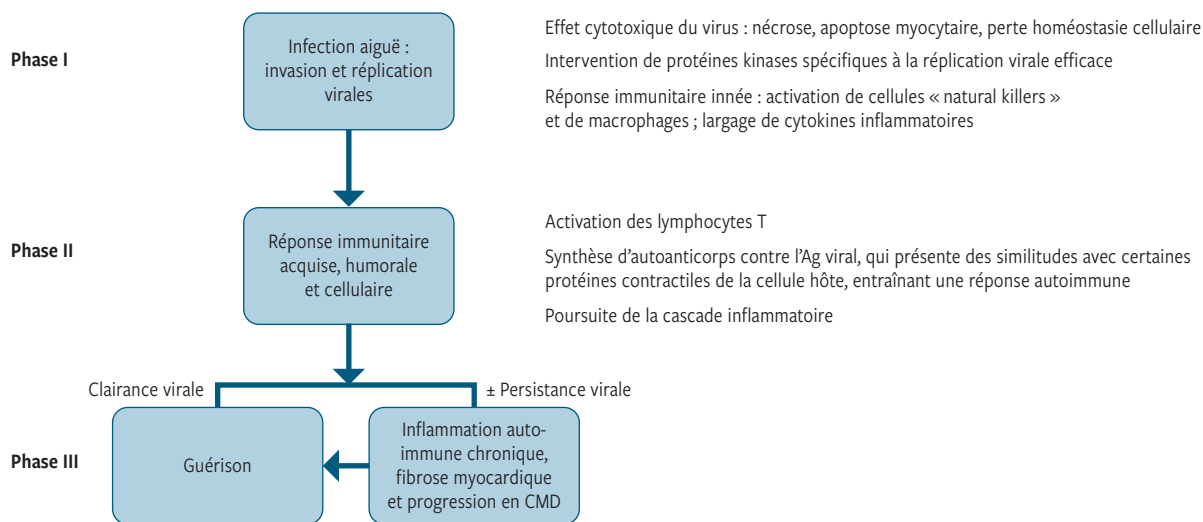 Phase I
Infection aiguë :
invasion et réplication
virales
Effet cytotoxique du virus : nécrose, apoptose myocytaire, perte homéostasie cellulaire
Intervention de protéines kinases spécifiques à la réplication virale efficace
Réponse immunitaire innée : activation de cellules « natural killers »
et de macrophages ; largage de cytokines inflammatoires
Phase II
Réponse immunitaire
acquise, humorale
et cellulaire
Activation des lymphocytes T
Synthèse d’autoanticorps contre l’Ag viral, qui présente des similitudes avec certaines
protéines contractiles de la cellule hôte, entraînant une réponse autoimmune
Poursuite de la cascade inflammatoire
Clairance virale
± Persistance virale
Phase III
Guérison
Inflammation auto-
immune chronique,
fibrose myocardique
et progression en CMD